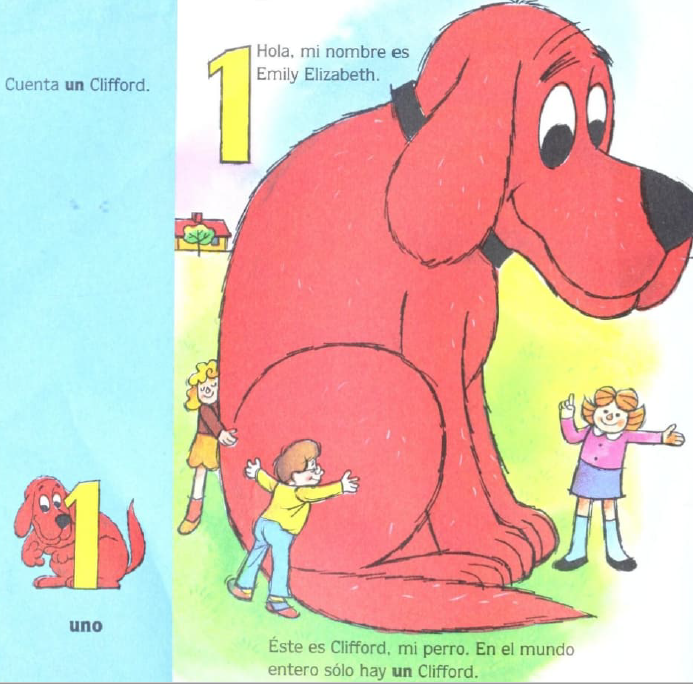 Cuenta un Clifford.
1
uno
1
Hola, mi nombre es
Emily Elizabeth.
Éste es Clifford, mi perro. En el mundo
entero sólo hay un Clifford.